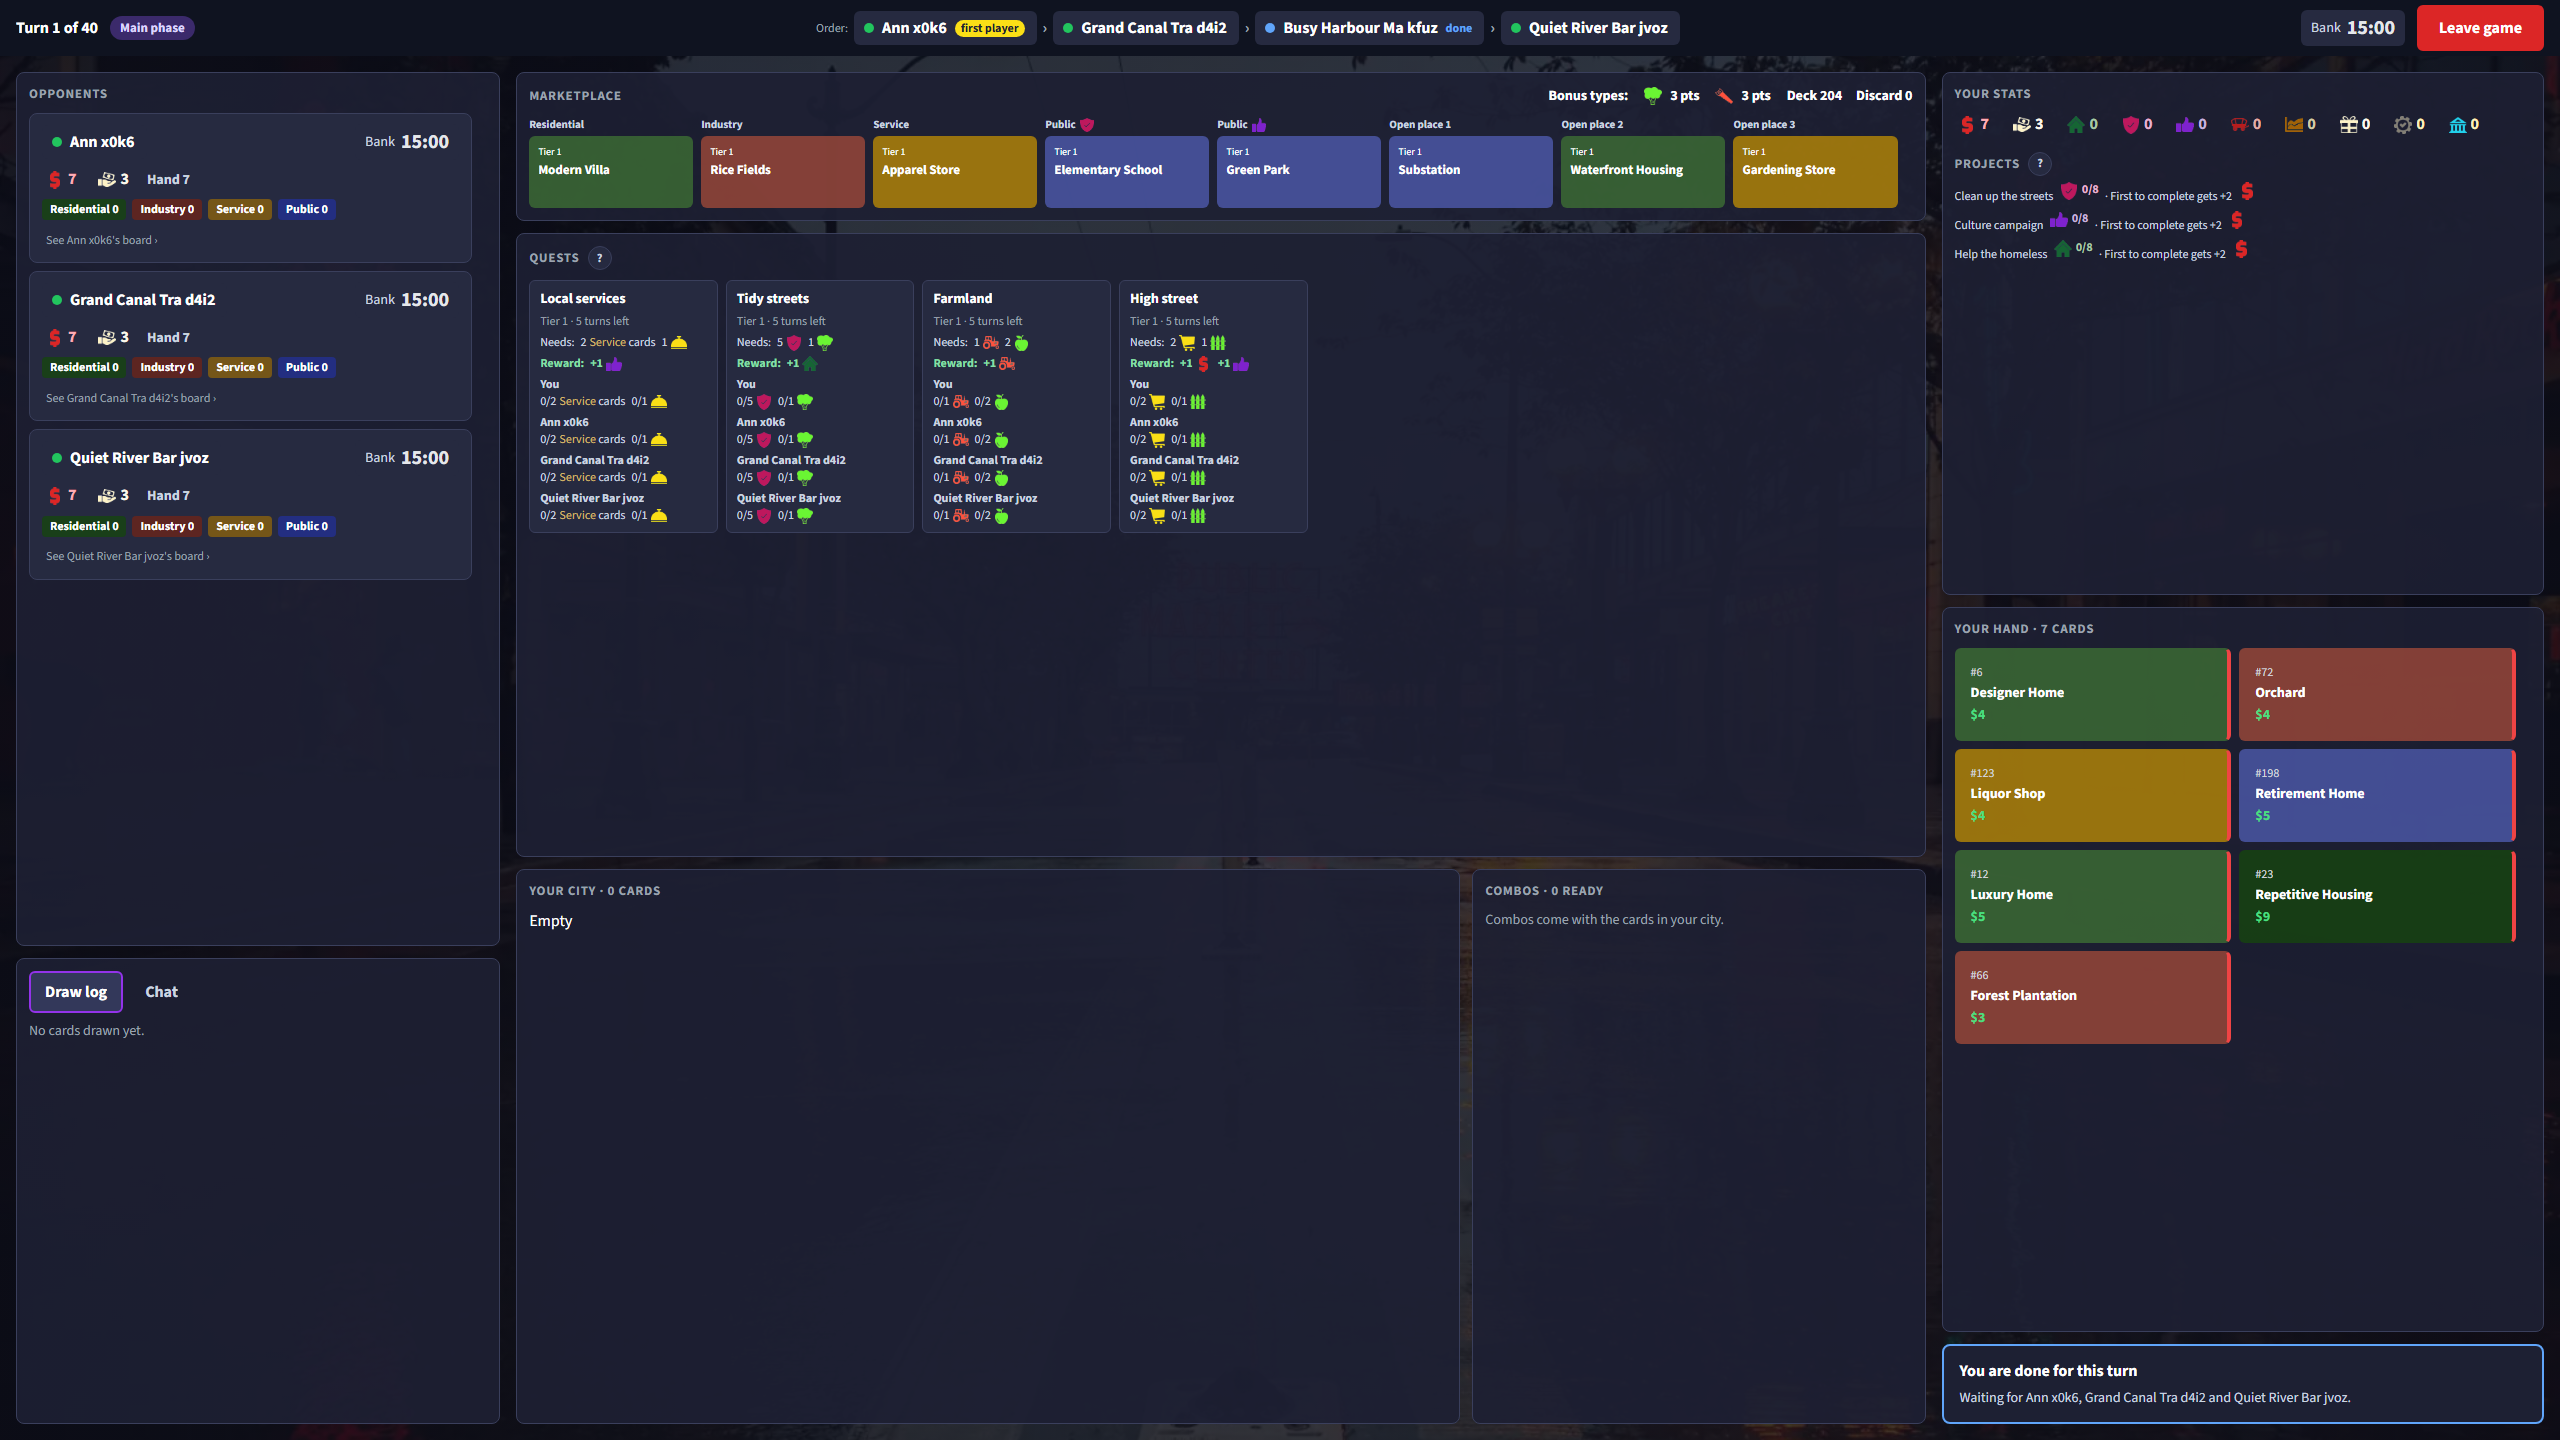 Turn 1 of 40 Main phase Order: Ann x0k6 first player › Grand Canal Tra d4i2 › Busy Harbour Ma kfuz done › Quiet River Bar jvoz Bank 15:00 Leave game
OPPONENTS
Ann x0k6 Bank 15:00
7 3 Hand 7
Residential 0 Industry 0 Service 0 Public 0
See Ann x0k6's board ›
Grand Canal Tra d4i2 Bank 15:00
7 3 Hand 7
Residential 0 Industry 0 Service 0 Public 0
See Grand Canal Tra d4i2's board ›
Quiet River Bar jvoz Bank 15:00
7 3 Hand 7
Residential 0 Industry 0 Service 0 Public 0
See Quiet River Bar jvoz's board ›
Draw log Chat
No cards drawn yet.
MARKETPLACE Bonus types: 3 pts 3 pts Deck 204 Discard 0
Residential Industry Service Public Public Open place 1 Open place 2 Open place 3
Tier 1 Tier 1 Tier 1 Tier 1 Tier 1 Tier 1 Tier 1 Tier 1
Modern Villa Rice Fields Apparel Store Elementary School Green Park Substation Waterfront Housing Gardening Store
QUESTS ?
Local services
Tier 1 · 5 turns left
Needs: 2 Service cards 1
Reward: +1
You
0/2 Service cards 0/1
Ann x0k6
0/2 Service cards 0/1
Grand Canal Tra d4i2
0/2 Service cards 0/1
Quiet River Bar jvoz
0/2 Service cards 0/1
Tidy streets
Tier 1 · 5 turns left
Needs: 5 1
Reward: +1
You
0/5 0/1
Ann x0k6
0/5 0/1
Grand Canal Tra d4i2
0/5 0/1
Quiet River Bar jvoz
0/5 0/1
Farmland
Tier 1 · 5 turns left
Needs: 1 2
Reward: +1
You
0/1 0/2
Ann x0k6
0/1 0/2
Grand Canal Tra d4i2
0/1 0/2
Quiet River Bar jvoz
0/1 0/2
High street
Tier 1 · 5 turns left
Needs: 2 1
Reward: +1 +1
You
0/2 0/1
Ann x0k6
0/2 0/1
Grand Canal Tra d4i2
0/2 0/1
Quiet River Bar jvoz
0/2 0/1
YOUR CITY · 0 CARDS
Empty
COMBOS · 0 READY
Combos come with the cards in your city.
YOUR STATS
7 3 0 0 0 0 0 0 0 0
PROJECTS ?
Clean up the streets 0/8 · First to complete gets +2
Culture campaign 0/8 · First to complete gets +2
Help the homeless 0/8 · First to complete gets +2
YOUR HAND · 7 CARDS
#6
Designer Home
$4
#72
Orchard
$4
#123
Liquor Shop
$4
#198
Retirement Home
$5
#12
Luxury Home
$5
#23
Repetitive Housing
$9
#66
Forest Plantation
$3
You are done for this turn
Waiting for Ann x0k6, Grand Canal Tra d4i2 and Quiet River Bar jvoz.